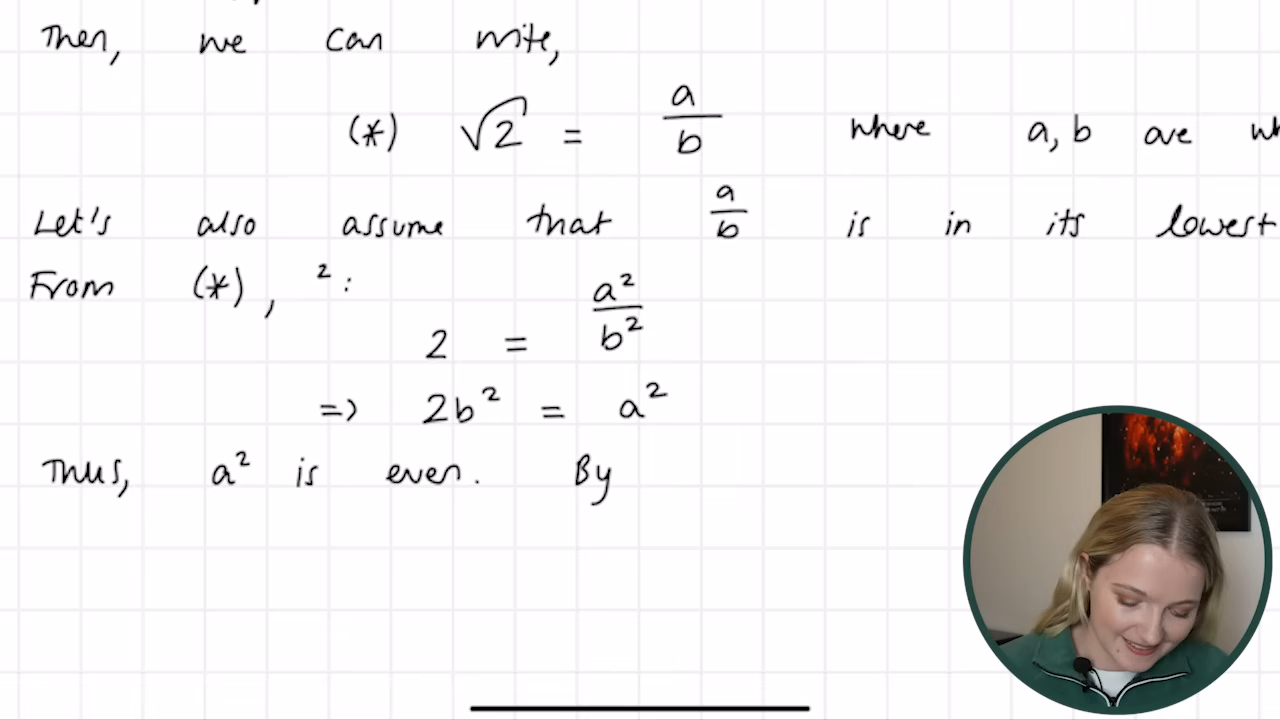 Then, we can write,
(*) √2 = a/b where a, b are
Let's also assume that a/b is in its lowest
From (*), ²:
2 = a²/b²
=> 2b² = a²
Thus, a² is even. By